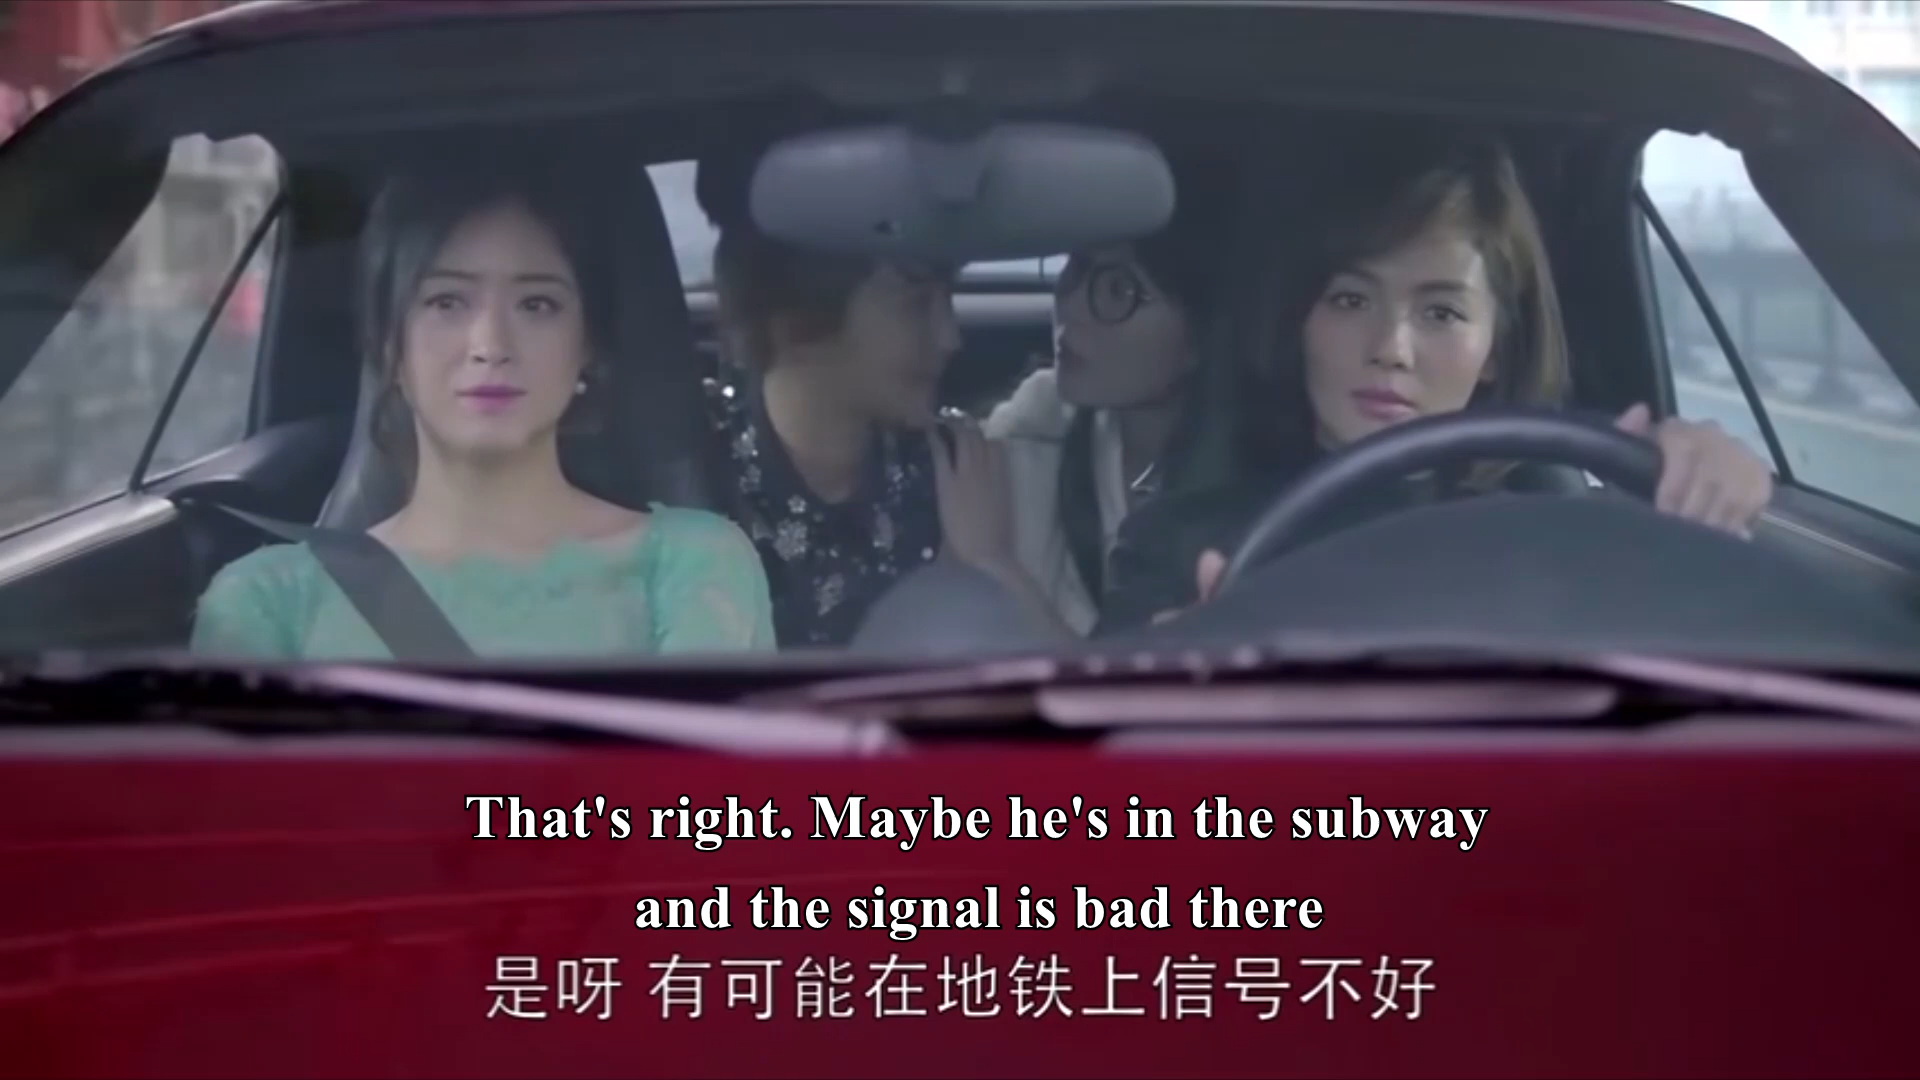 That's right. Maybe he's in the subway
and the signal is bad there
是呀 有可能在地铁上信号不好